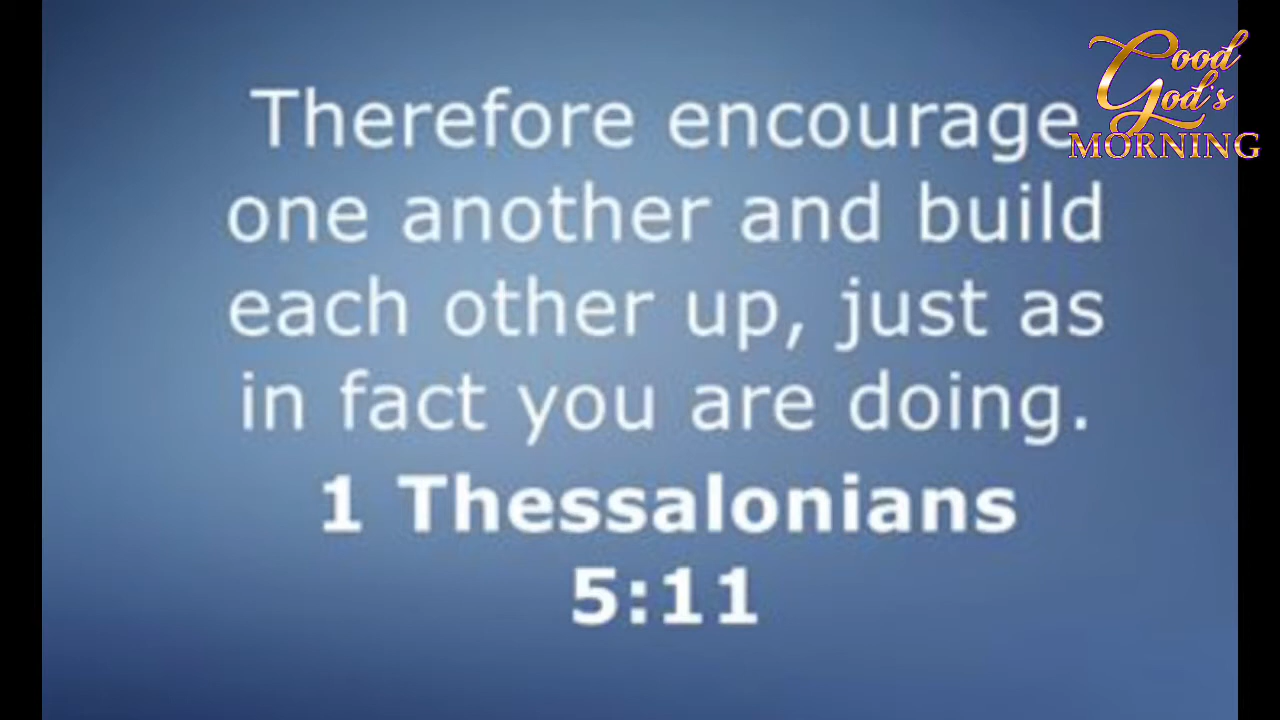 Good
God's
MORNING
Therefore encourage
one another and build
each other up, just as
in fact you are doing.
1 Thessalonians
5:11